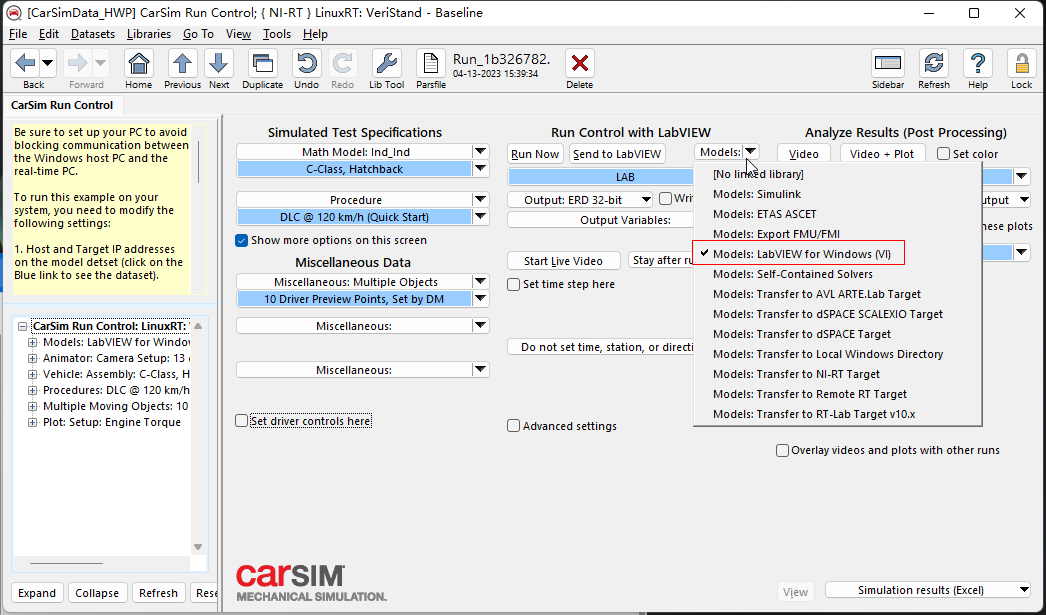 [CarSimData_HWP] CarSim Run Control; { NI-RT } LinuxRT: VeriStand - Baseline
File Edit Datasets Libraries Go To View Tools Help
Back Forward Home Previous Next Duplicate Undo Redo Lib Tool Parsfile
Run_1b326782.
04-13-2023 15:39:34
Delete Sidebar Refresh Help Lock
CarSim Run Control
Be sure to set up your PC to avoid
blocking communication between
the Windows host PC and the
real-time PC.
To run this example on your
system, you need to modify the
following settings:
1. Host and Target IP addresses
on the model detset (click on the
Blue link to see the dataset).
CarSim Run Control: LinuxRT:
Models: LabVIEW for Window
Animator: Camera Setup: 13
Vehicle: Assembly: C-Class, H
Procedures: DLC @ 120 km/h
Multiple Moving Objects: 10
Plot: Setup: Engine Torque
Expand Collapse Refresh Rese
Simulated Test Specifications
Math Model: Ind_Ind
C-Class, Hatchback
Procedure
DLC @ 120 km/h (Quick Start)
Show more options on this screen
Miscellaneous Data
Miscellaneous: Multiple Objects
10 Driver Preview Points, Set by DM
Miscellaneous:
Miscellaneous:
Set driver controls here
carSIM
MECHANICAL SIMULATION.
Run Control with LabVIEW
Run Now Send to LabVIEW Models:
LAB
Output: ERD 32-bit Wri
Output Variables:
Start Live Video Stay after ru
Set time step here
Do not set time, station, or directi
Advanced settings
[No linked library]
Models: Simulink
Models: ETAS ASCET
Models: Export FMU/FMI
Models: LabVIEW for Windows (VI)
Models: Self-Contained Solvers
Models: Transfer to AVL ARTE.Lab Target
Models: Transfer to dSPACE SCALEXIO Target
Models: Transfer to dSPACE Target
Models: Transfer to Local Windows Directory
Models: Transfer to NI-RT Target
Models: Transfer to Remote RT Target
Models: Transfer to RT-Lab Target v10.x
Analyze Results (Post Processing)
Video Video + Plot Set color
utput
hese plots
Overlay videos and plots with other runs
View Simulation results (Excel)